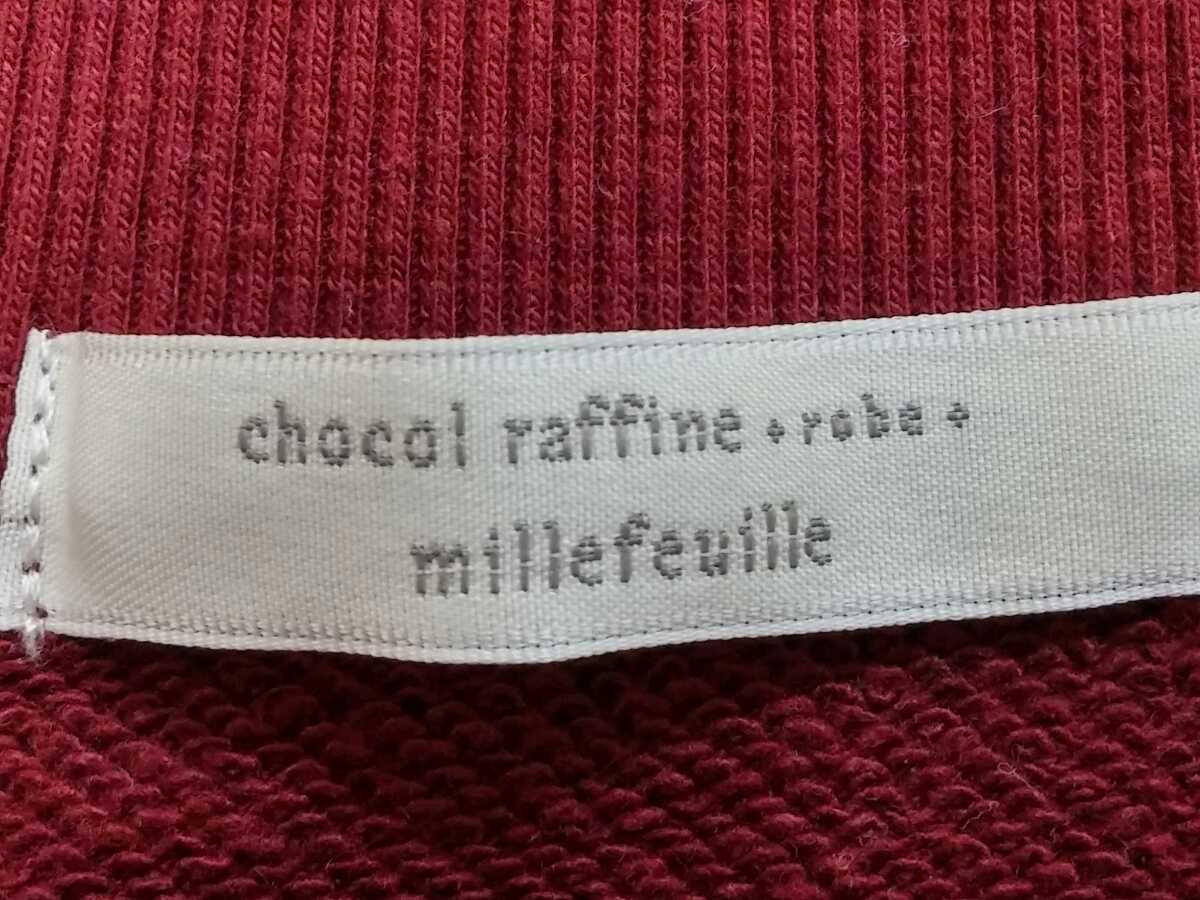 chocol raffine + robe +
millefeuille